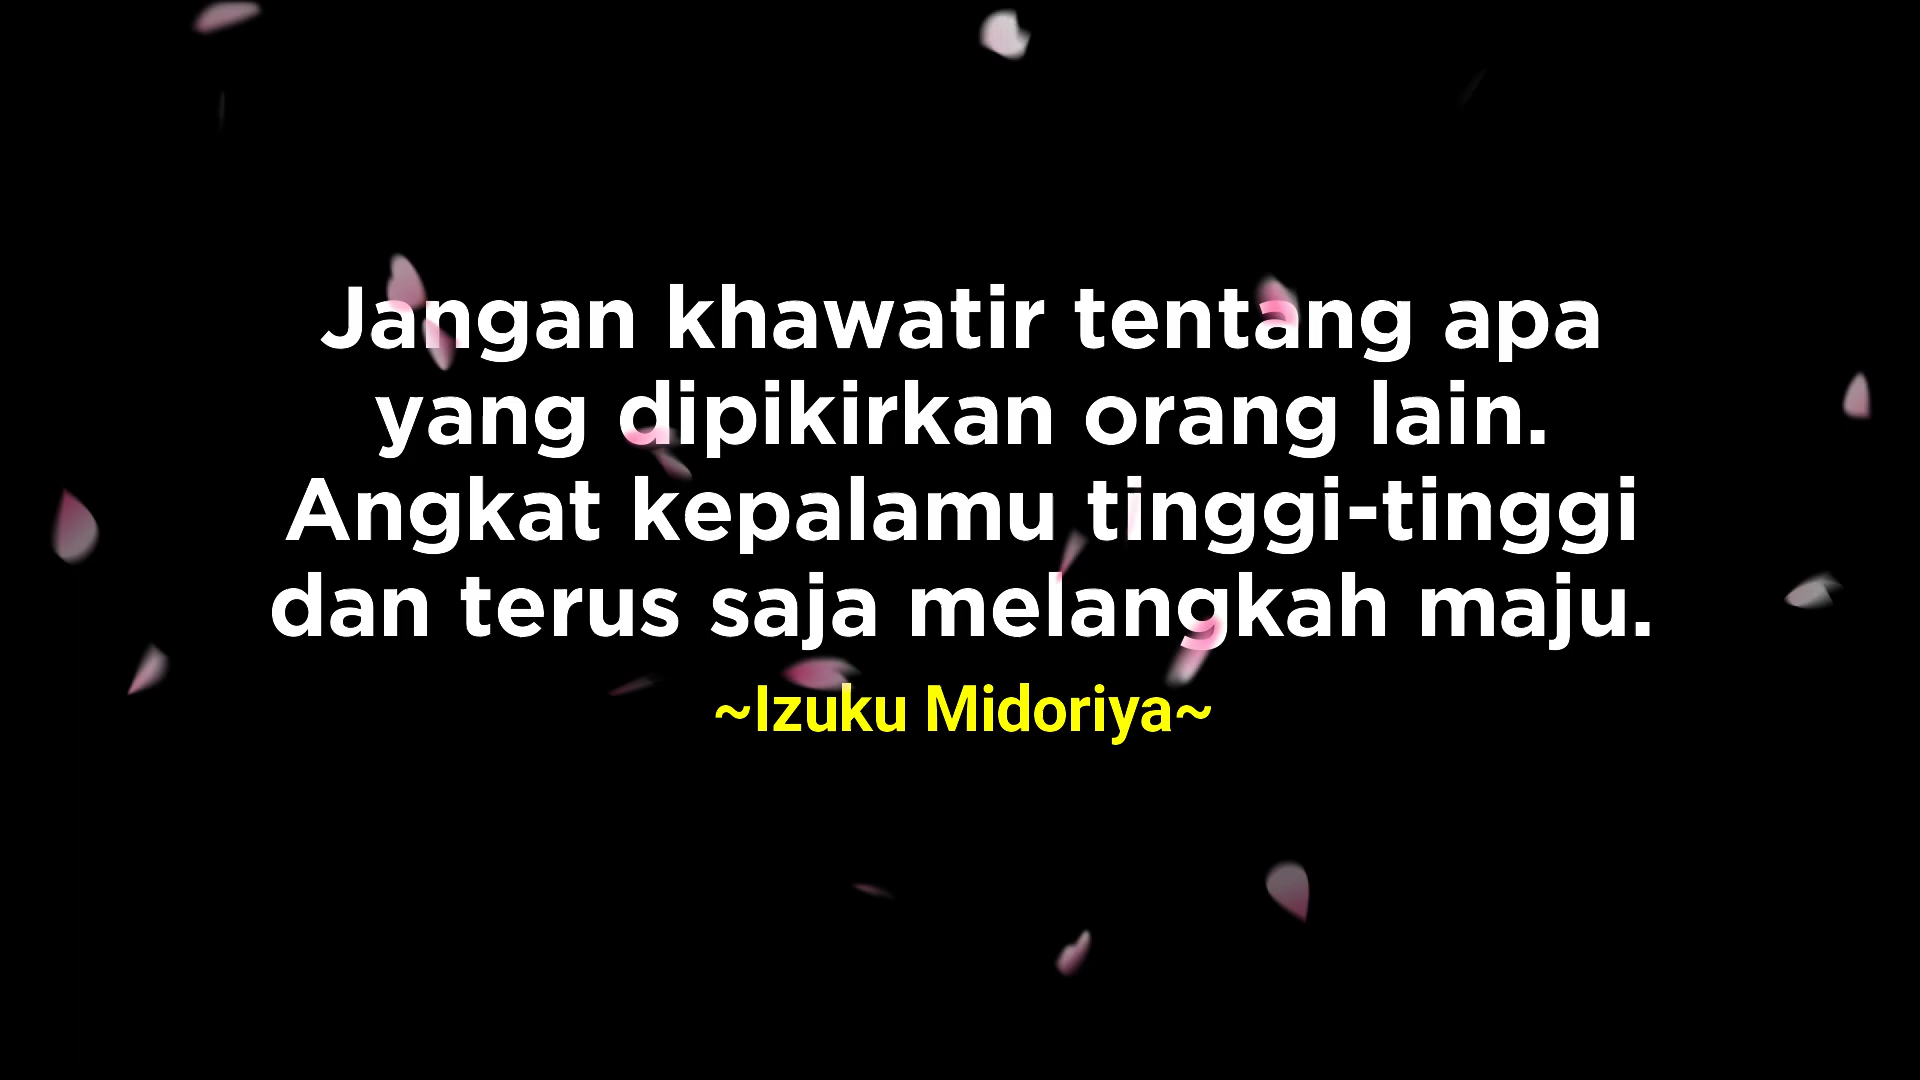 Jangan khawatir tentang apa
yang dipikirkan orang lain.
Angkat kepalamu tinggi-tinggi
dan terus saja melangkah maju.
~Izuku Midoriya~